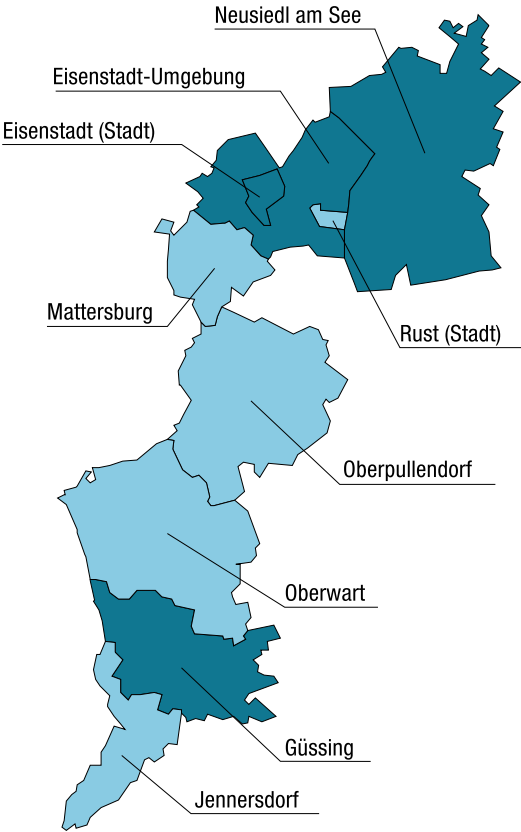 Neusiedl am See
Eisenstadt-Umgebung
Eisenstadt (Stadt)
Mattersburg
Rust (Stadt)
Oberpullendorf
Oberwart
Güssing
Jennersdorf